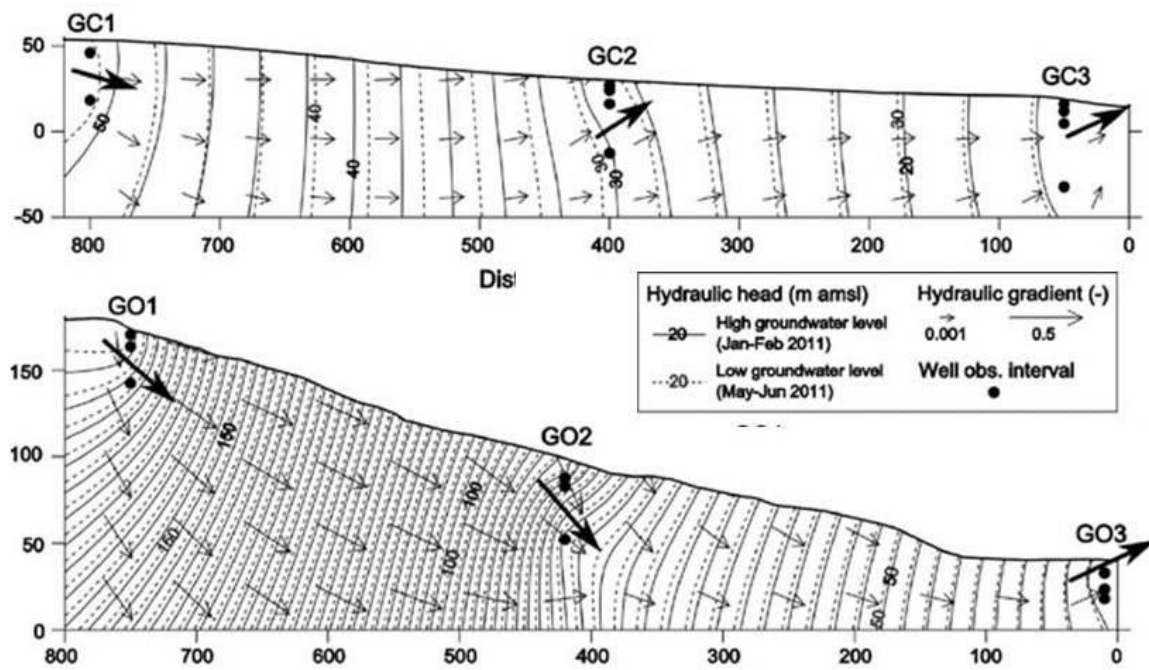 GC1
GC2
GC3
50
0
-50
50
40
40
30
30
30
20
800 700 600 500 400 300 200 100 0
Dist
Hydraulic head (m amsl)
20 High groundwater level
(Jan-Feb 2011)
20 Low groundwater level
(May-Jun 2011)
Hydraulic gradient (-)
0.001 0.5
Well obs. interval
GO1
GO2
GO3
150
100
50
0
150
150
100
100
50
50
800 700 600 500 400 300 200 100 0